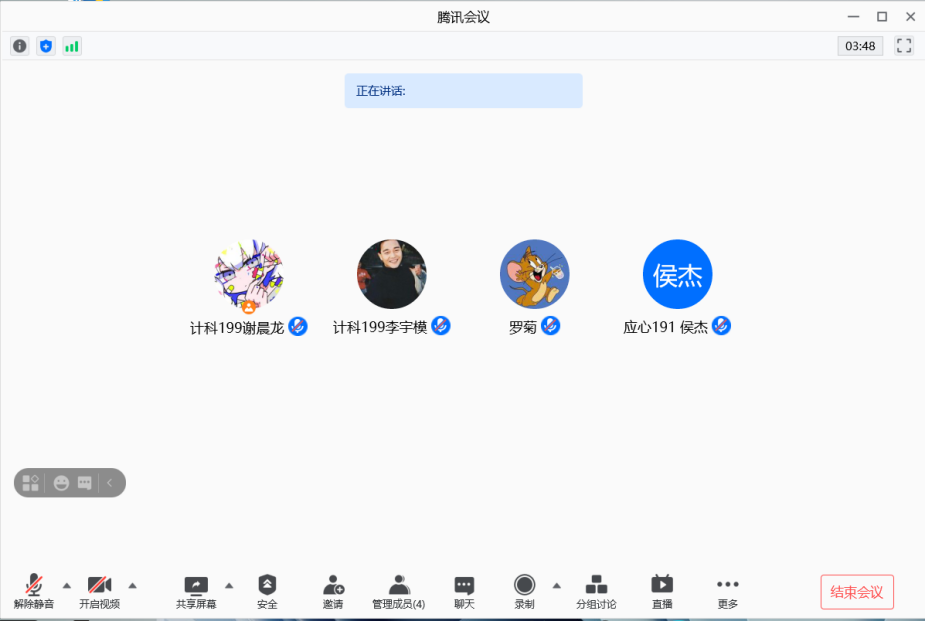 腾讯会议
03:48
正在讲话:
侯杰
计科199谢晨龙
计科199李宇模
罗菊
应心191 侯杰
解除静音
开启视频
共享屏幕
安全
邀请
管理成员(4)
聊天
录制
分组讨论
直播
更多
结束会议